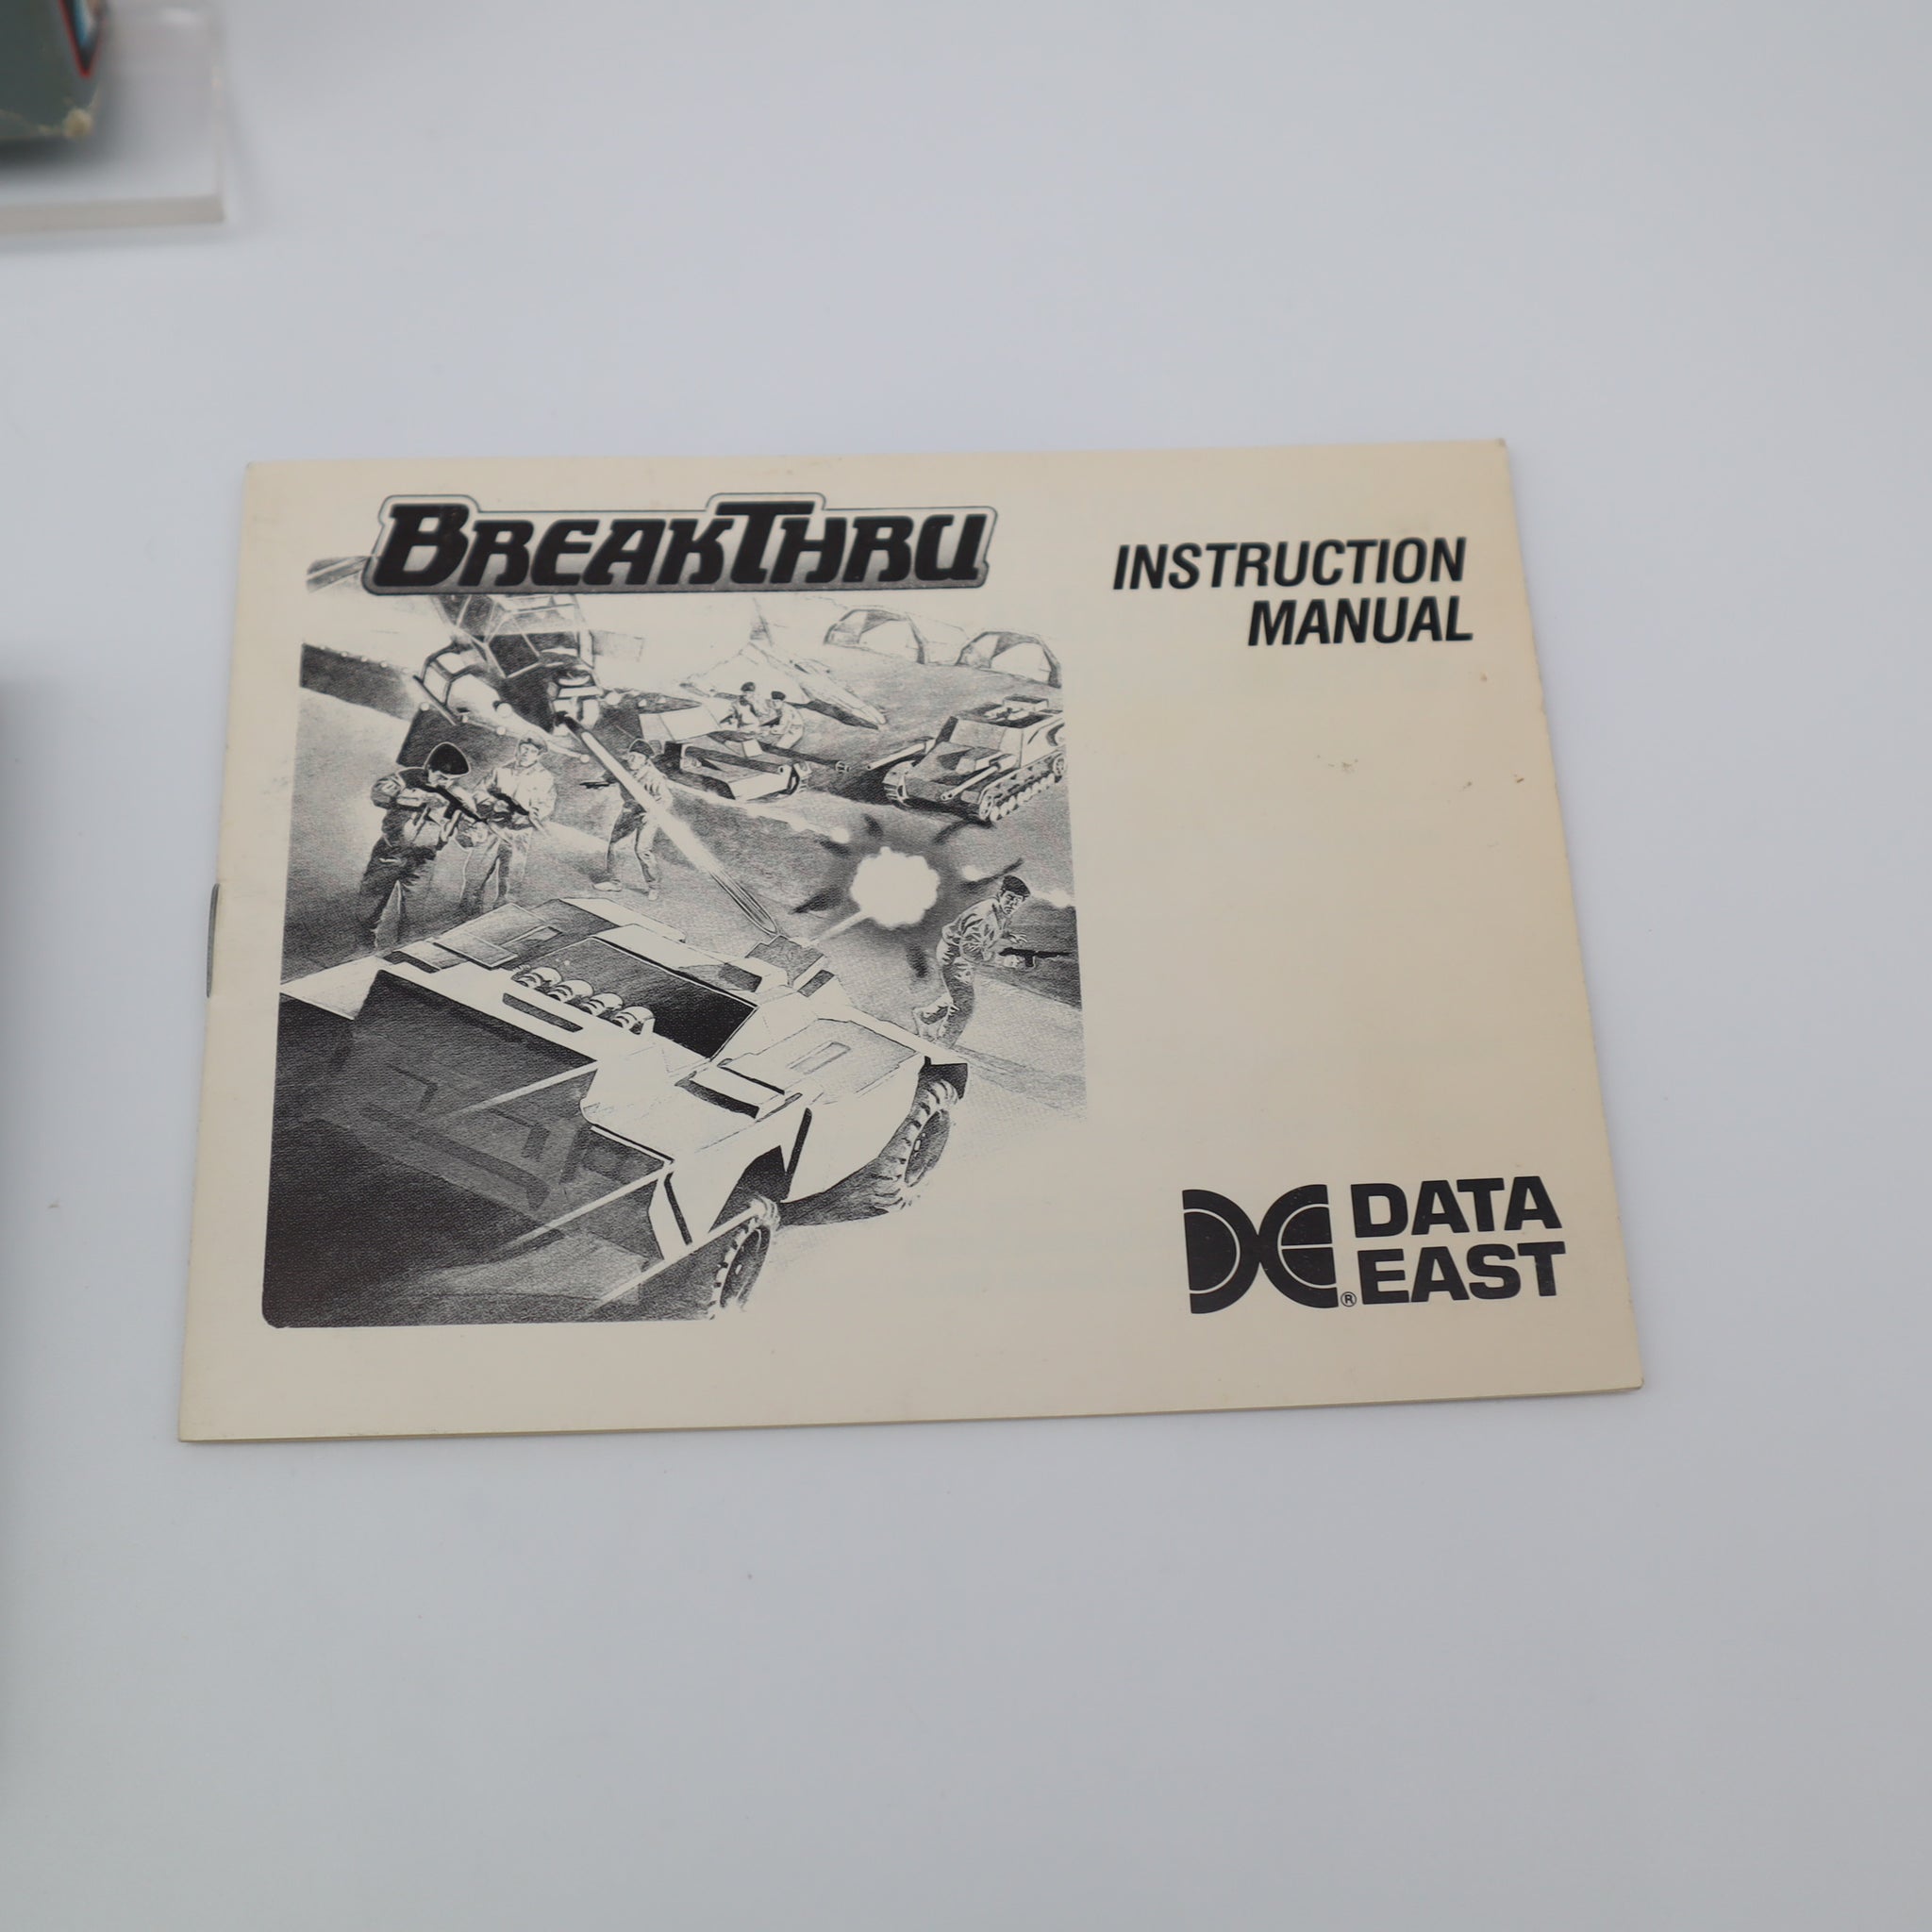 BREAKTHRU
INSTRUCTION
MANUAL
DATA
EAST
®